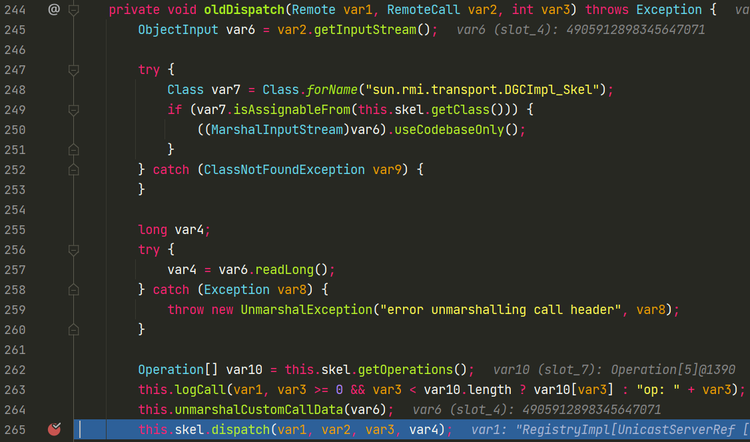 244 @ private void oldDispatch(Remote var1, RemoteCall var2, int var3) throws Exception { va
245 ObjectInput var6 = var2.getInputStream(); var6 (slot_4): 4905912898345647071
246
247 try {
248 Class var7 = Class.forName("sun.rmi.transport.DGCImpl_Skel");
249 if (var7.isAssignableFrom(this.skel.getClass())) {
250 ((MarshalInputStream)var6).useCodebaseOnly();
251 }
252 } catch (ClassNotFoundException var9) {
253 }
254
255 long var4;
256 try {
257 var4 = var6.readLong();
258 } catch (Exception var8) {
259 throw new UnmarshalException("error unmarshalling call header", var8);
260 }
261
262 Operation[] var10 = this.skel.getOperations(); var10 (slot_7): Operation[5]@1390
263 this.logCall(var1, var3 >= 0 && var3 < var10.length ? var10[var3] : "op: " + var3);
264 this.unmarshalCustomCallData(var6); var6 (slot_4): 4905912898345647071
265 this.skel.dispatch(var1, var2, var3, var4); var1: "RegistryImpl[UnicastServerRef [